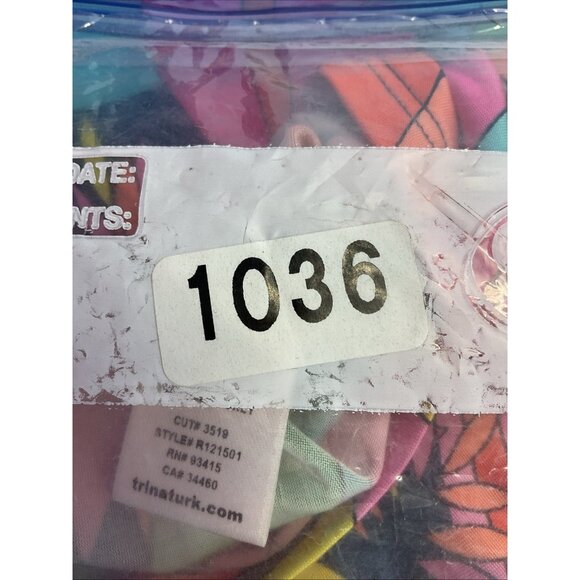 DATE:
NTS:
1036
CUT# 3519
STYLE# R121501
RN# 93415
CA# 34460
trinaturk.com